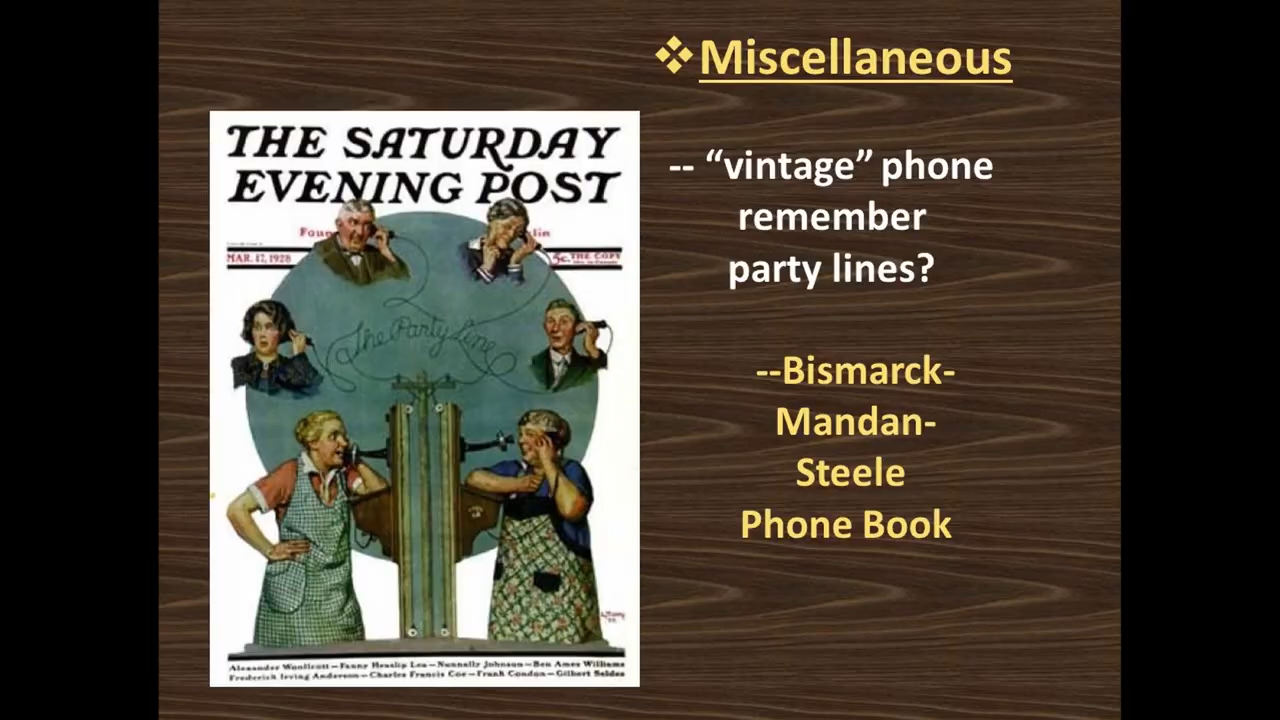 ❖Miscellaneous
THE SATURDAY
EVENING POST
MAR. 17, 1928
5c. THE COPY
The Party Line
Alexander Woollcott—Fanny Heaslip Lea—Nunnally Johnson—Ben Ames Williams
Frederick Irving Anderson—Charles Francis Coe—Frank Condon—Gilbert Seldes
-- “vintage” phone
remember
party lines?
--Bismarck-
Mandan-
Steele
Phone Book